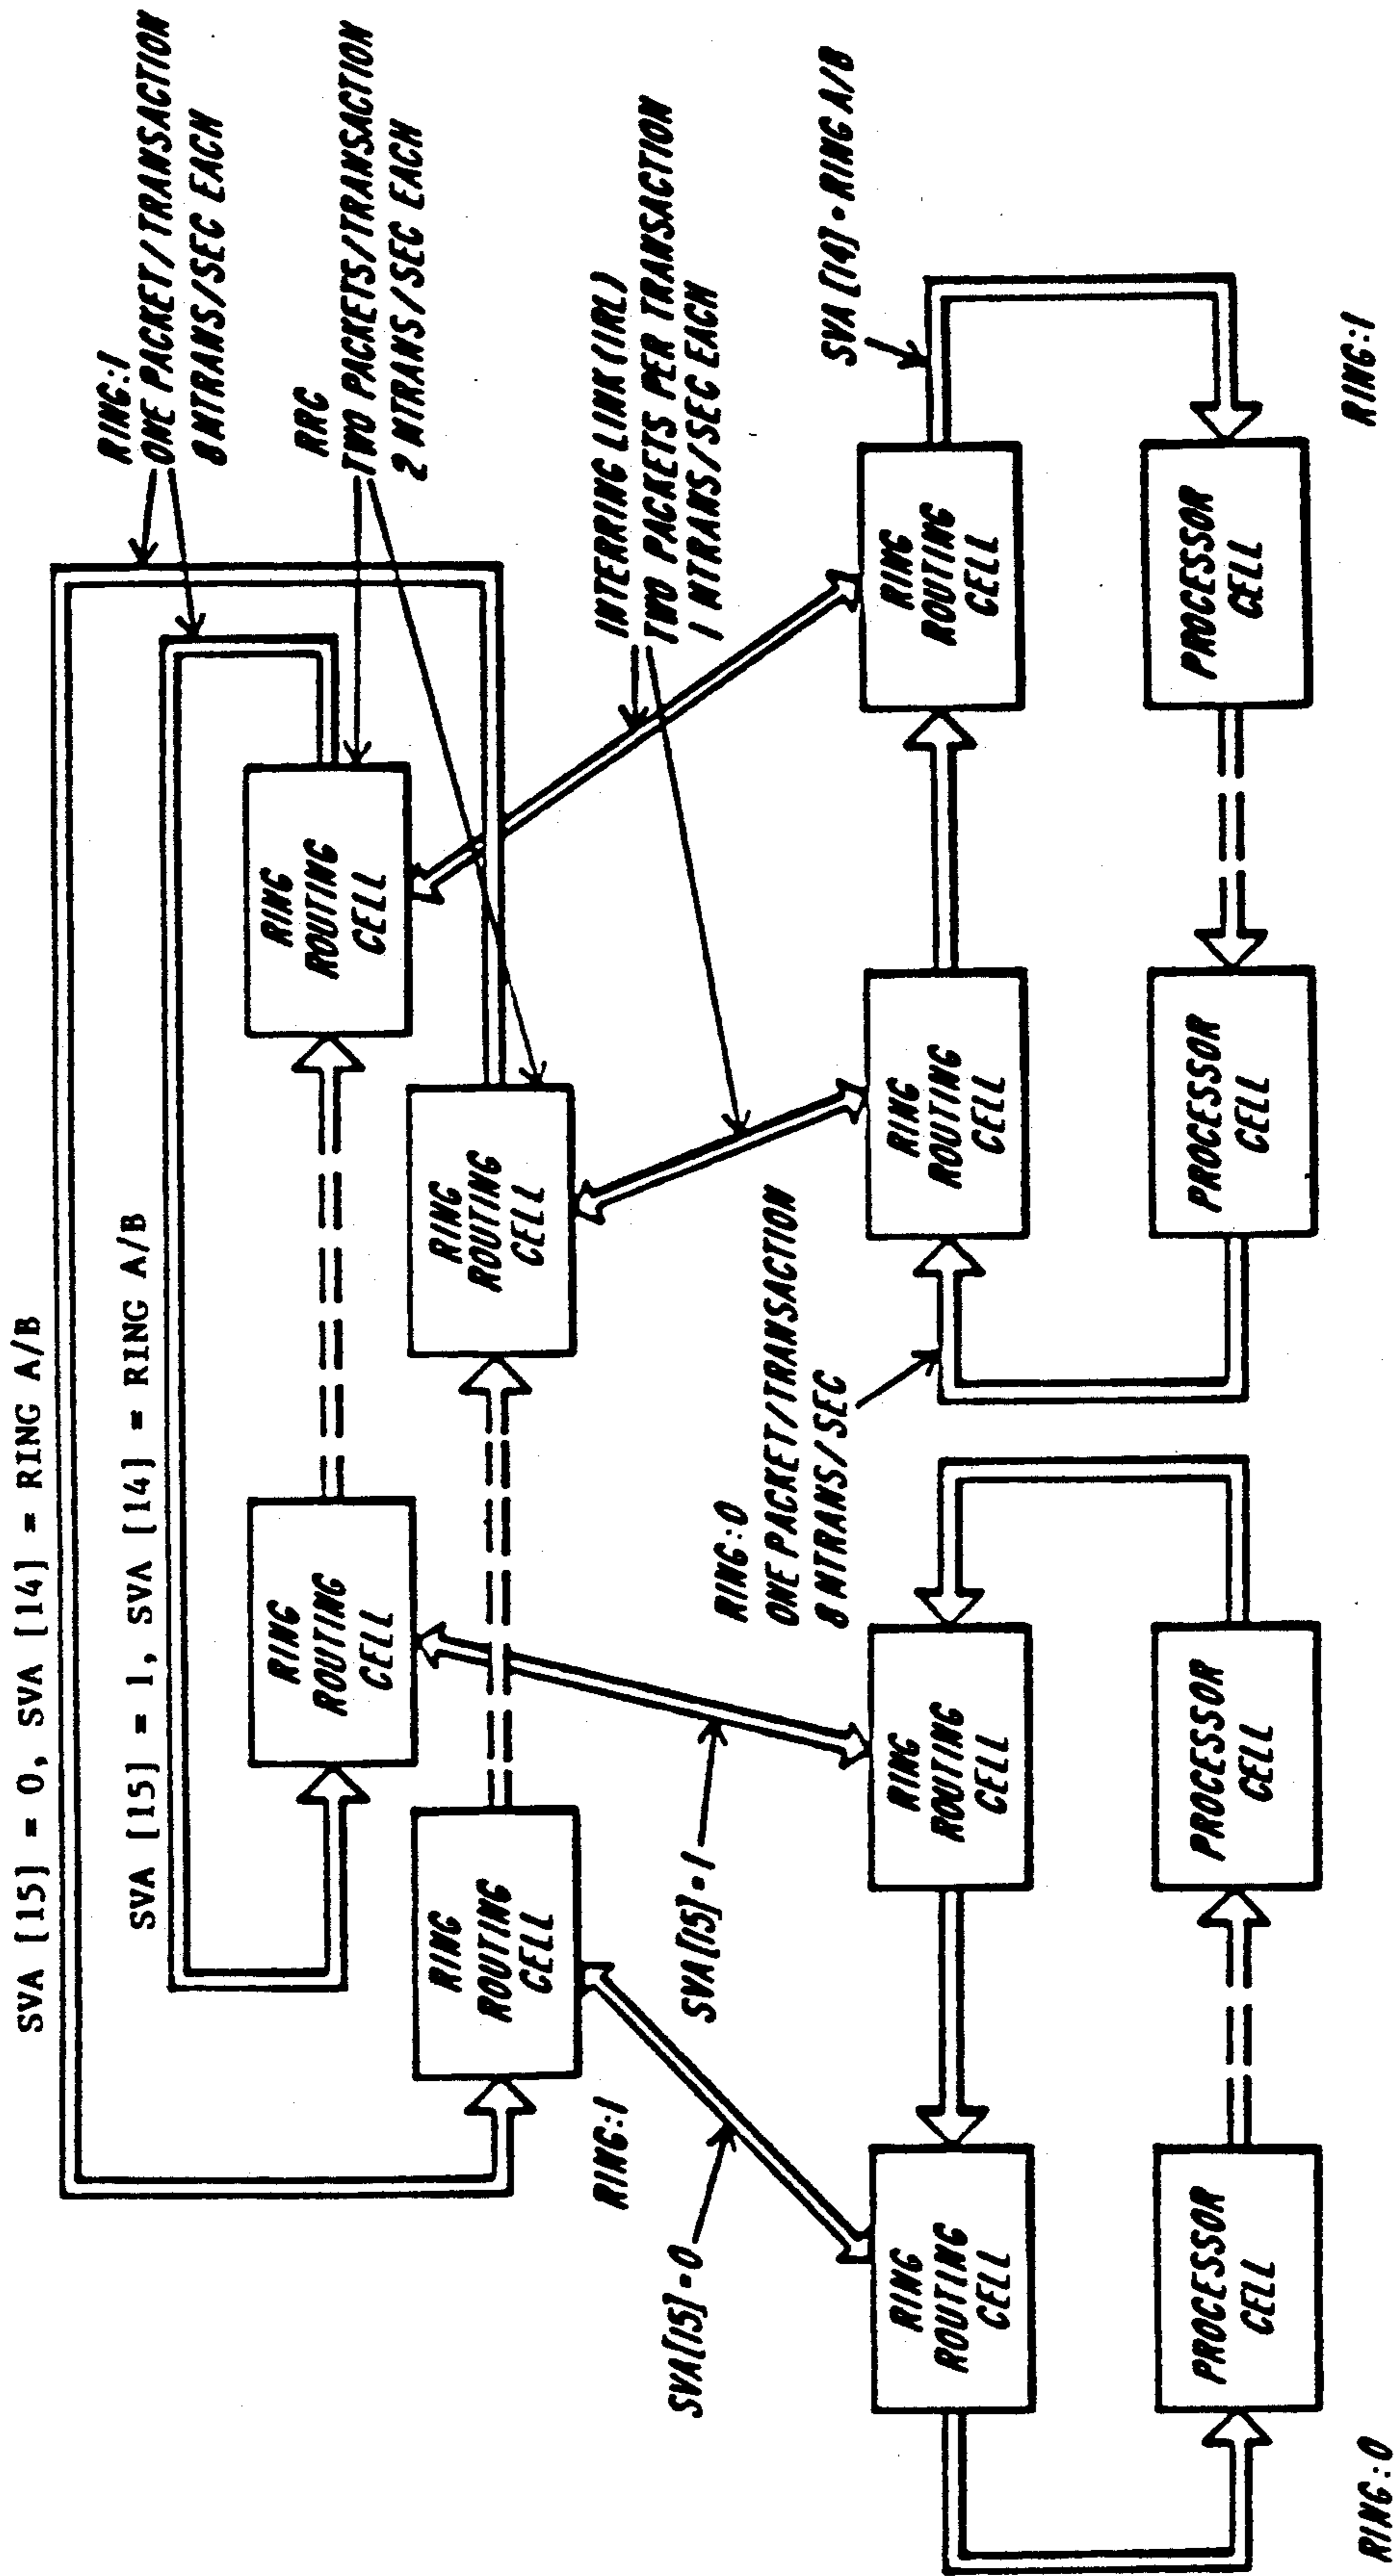 SVA [15] = 0, SVA [14] = RING A/B
SVA [15] = 1, SVA [14] = RING A/B
RING:1
ONE PACKET/TRANSACTION
8 MTRANS/SEC EACH
RRC
TWO PACKETS/TRANSACTION
2 MTRANS/SEC EACH
RING
ROUTING
CELL
RING
ROUTING
CELL
RING
ROUTING
CELL
RING
ROUTING
CELL
RING:1
INTERRING LINK (IRL)
TWO PACKETS PER TRANSACTION
1 MTRANS/SEC EACH
SVA[15]=0
SVA[15]=1
RING:0
ONE PACKET/TRANSACTION
8 MTRANS/SEC
SVA [14] = RING A/B
RING
ROUTING
CELL
RING
ROUTING
CELL
RING
ROUTING
CELL
RING
ROUTING
CELL
PROCESSOR
CELL
PROCESSOR
CELL
PROCESSOR
CELL
PROCESSOR
CELL
RING:0
RING:1